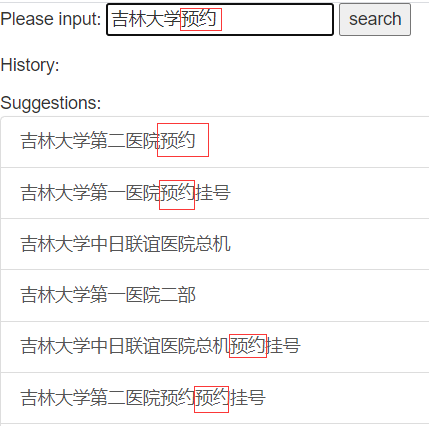 Please input: 吉林大学预约 search
History:
Suggestions:
吉林大学第二医院预约
吉林大学第一医院预约挂号
吉林大学中日联谊医院总机
吉林大学第一医院二部
吉林大学中日联谊医院总机预约挂号
吉林大学第二医院预约预约挂号